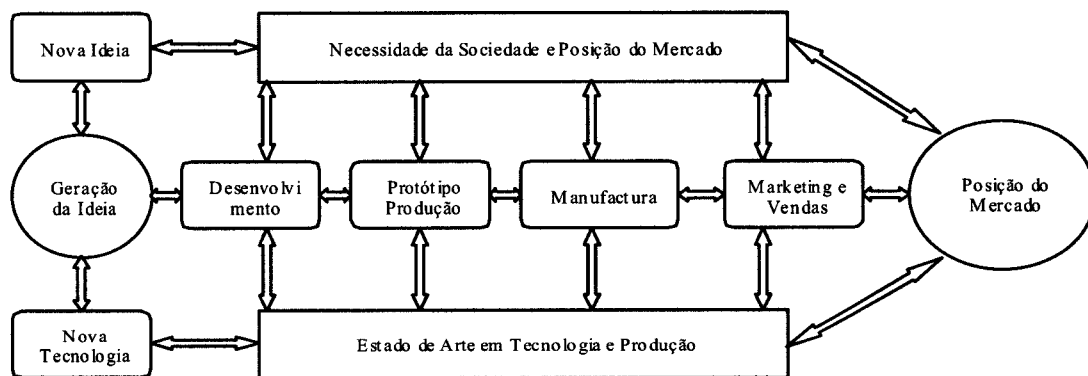 Nova Ideia
Necessidade da Sociedade e Posição do Mercado
Geração
da Ideia
Desenvolvi
mento
Protótipo
Produção
Manufactura
Marketing e
Vendas
Posição do
Mercado
Nova
Tecnologia
Estado de Arte em Tecnologia e Produção